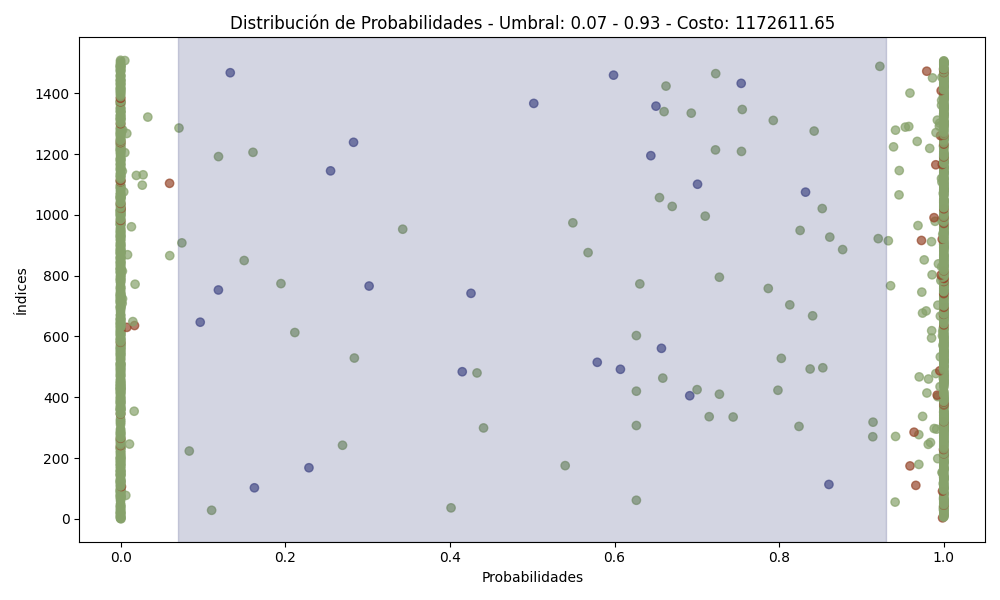 Distribución de Probabilidades - Umbral: 0.07 - 0.93 - Costo: 1172611.65
Índices
1400
1200
1000
800
600
400
200
0
0.0 0.2 0.4 0.6 0.8 1.0
Probabilidades